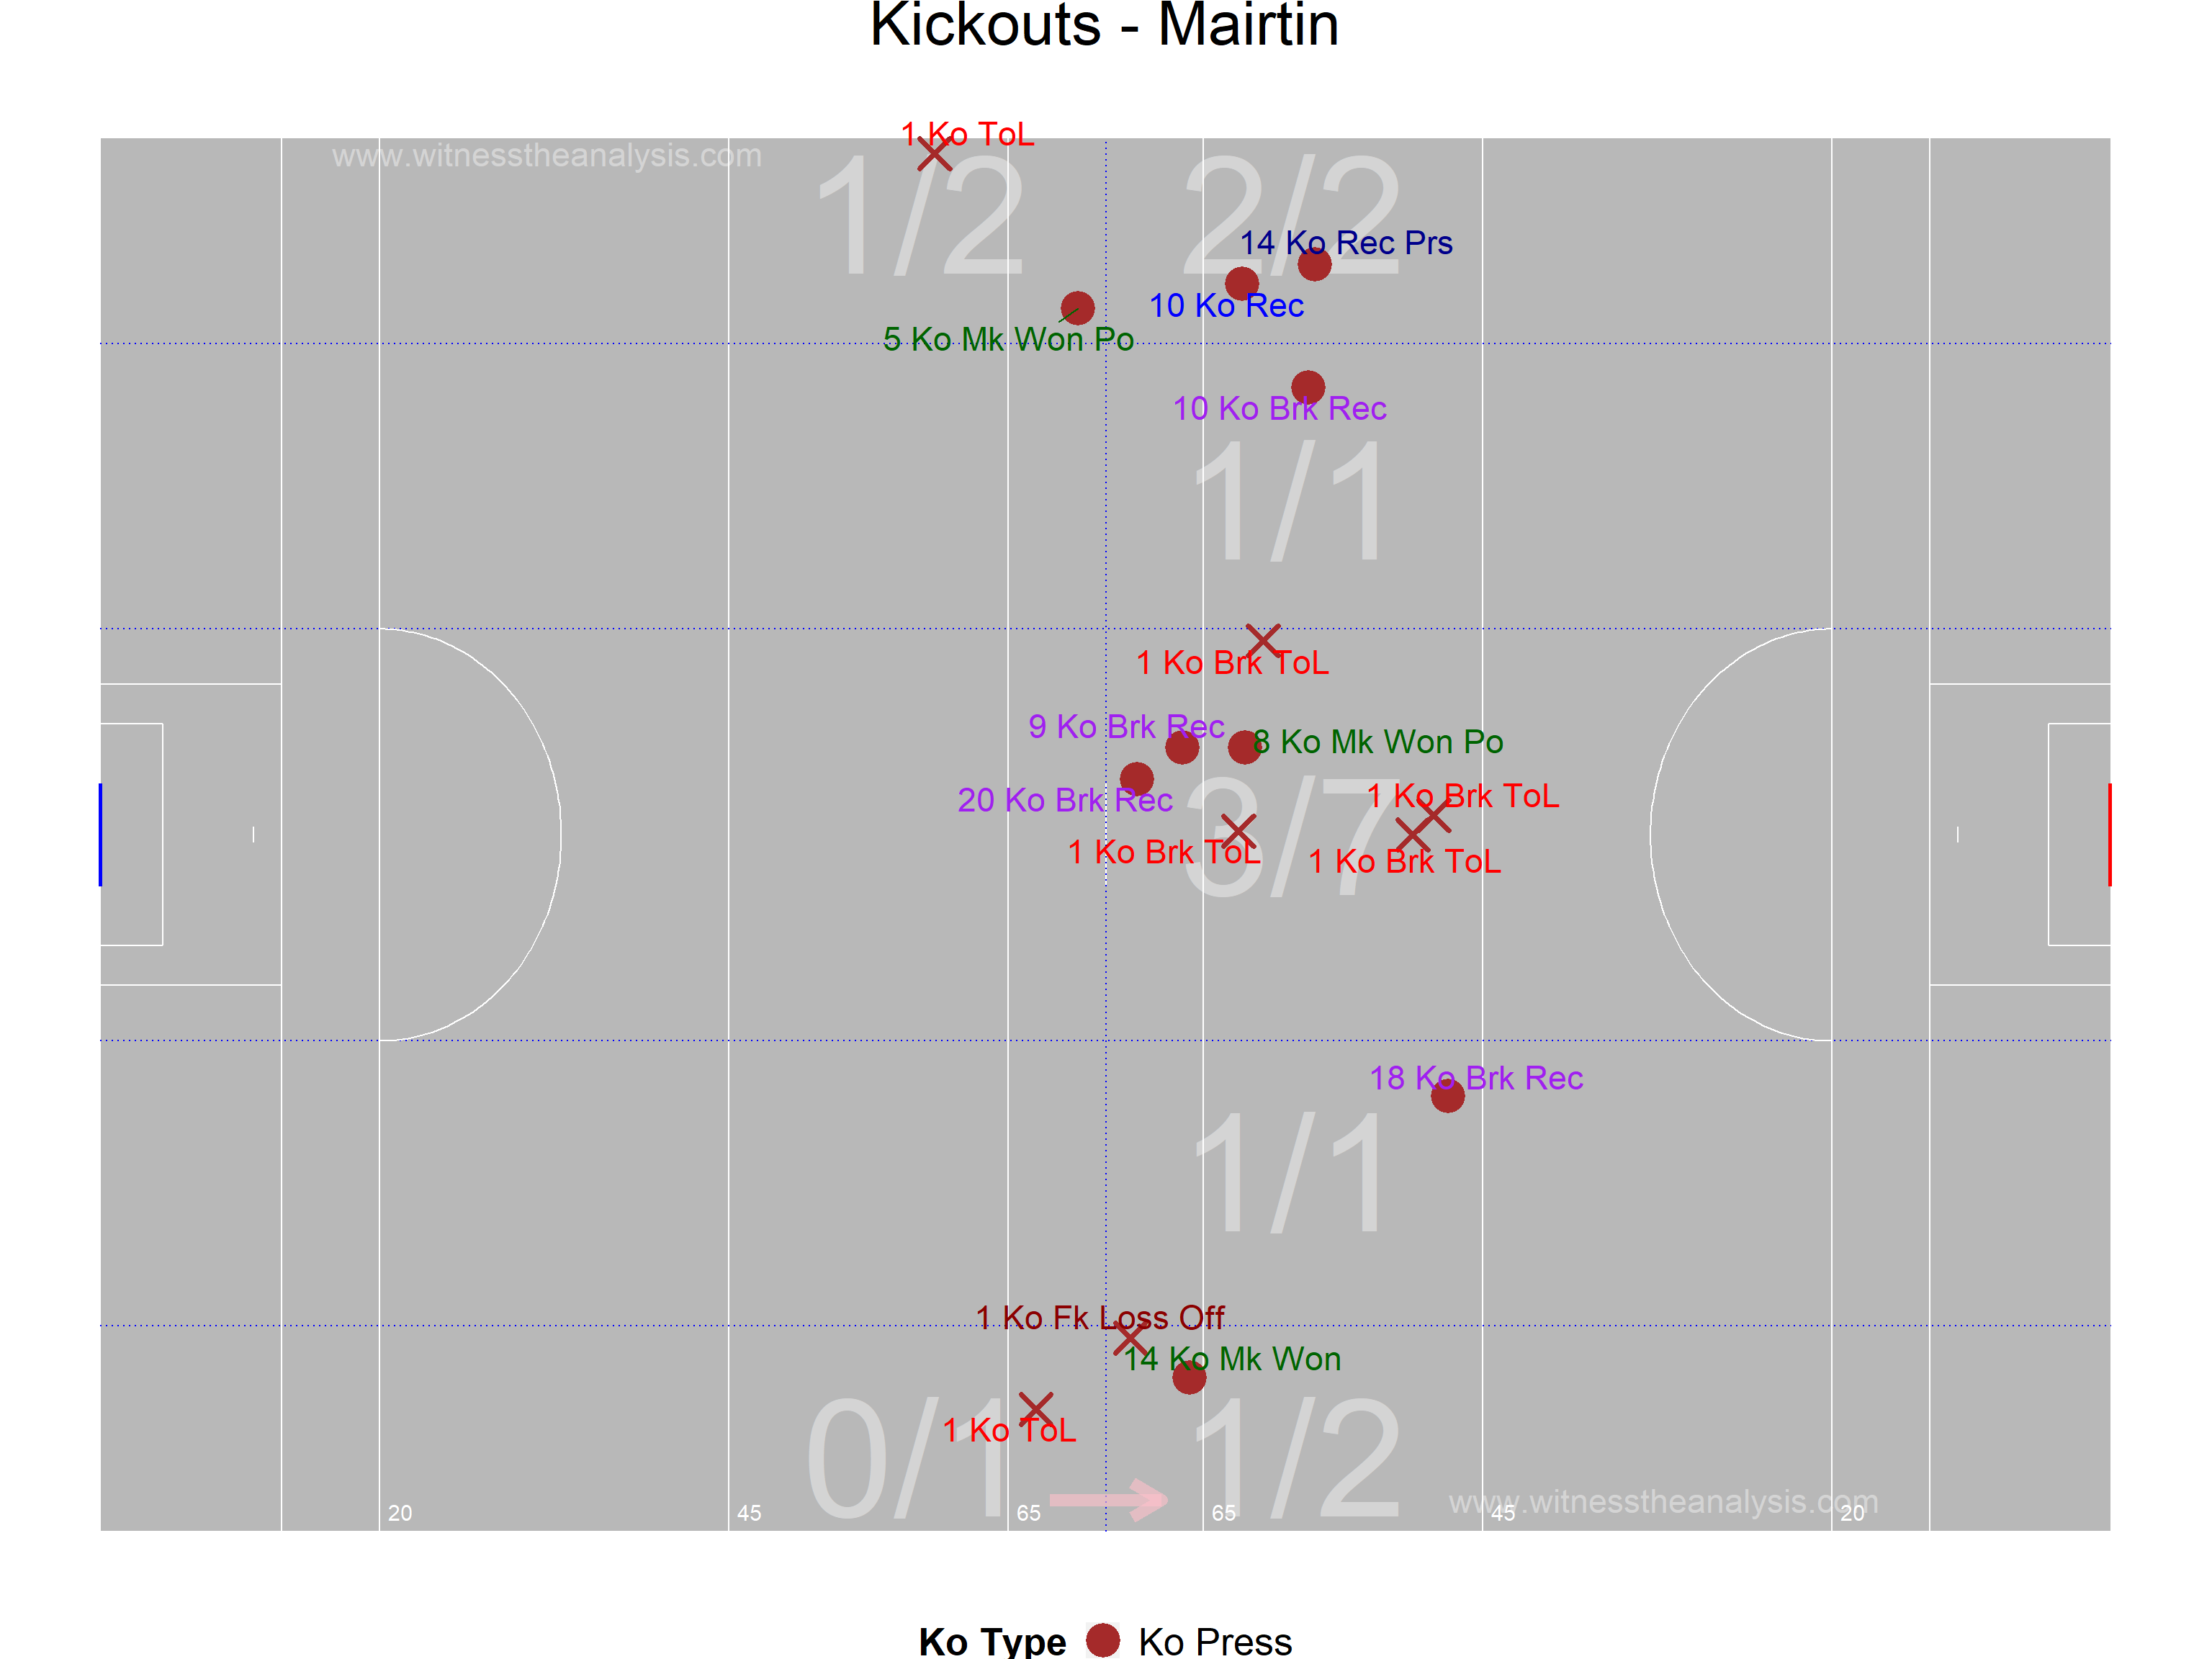 Kickouts - Mairtin
1 Ko ToL
www.witnesstheanalysis.com
1/2
2/2
14 Ko Rec Prs
10 Ko Rec
5 Ko Mk Won Po
10 Ko Brk Rec
1/1
1 Ko Brk ToL
9 Ko Brk Rec
8 Ko Mk Won Po
20 Ko Brk Rec
3/7
1 Ko Brk ToL
1 Ko Brk ToL
1 Ko Brk ToL
18 Ko Brk Rec
1/1
1 Ko Fk Loss Off
14 Ko Mk Won
1 Ko ToL
0/1
1/2
www.witnesstheanalysis.com
20
45
65
65
45
20
Ko Type
Ko Press